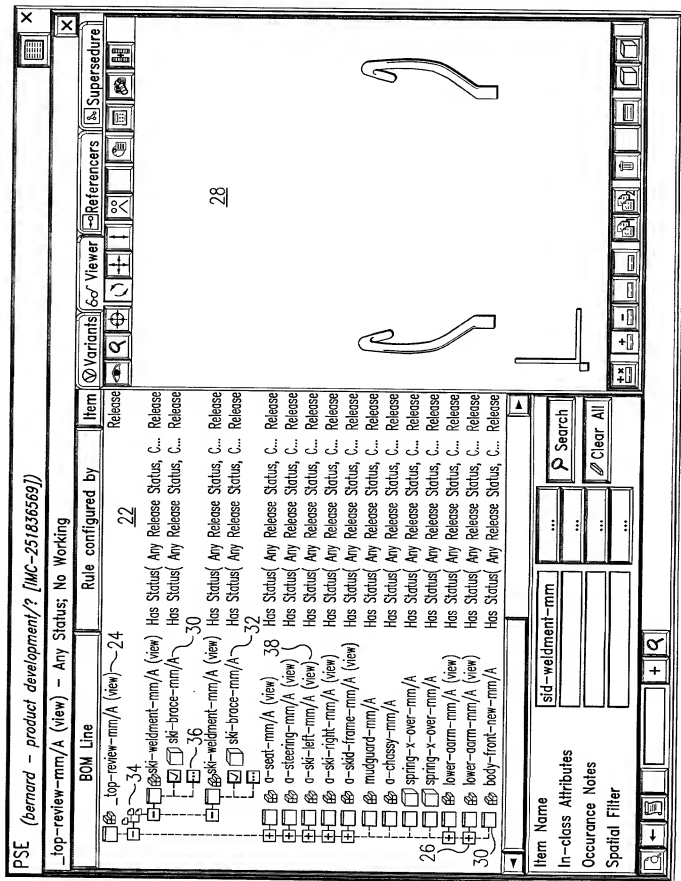 PSE (bernard - product development/? [IMC-251836569])
_top-review-mm/A (view) - Any Status; No Working
BOM Line Rule configured by Item Variants Viewer Referencers Supersedure
_top-review-mm/A (view) 24 22 Release
34
ski-weldment-mm/A (view) Has Status( Any Release Status, C... Release
ski-brace-mm/A 30 Has Status( Any Release Status, C... Release
36
ski-weldment-mm/A (view) Has Status( Any Release Status, C... Release
ski-brace-mm/A 32 Has Status( Any Release Status, C... Release
a-seat-mm/A (view) Has Status( Any Release Status, C... Release
a-steering-mm/A (view) 38 Has Status( Any Release Status, C... Release
a-ski-left-mm/A (view) Has Status( Any Release Status, C... Release
a-ski-right-mm/A (view) Has Status( Any Release Status, C... Release
a-skid-frame-mm/A (view) Has Status( Any Release Status, C... Release
mudguard-mm/A Has Status( Any Release Status, C... Release
a-chassy-mm/A Has Status( Any Release Status, C... Release
spring-x-over-mm/A Has Status( Any Release Status, C... Release
spring-x-over-mm/A Has Status( Any Release Status, C... Release
26 lower-aarm-mm/A (view) Has Status( Any Release Status, C... Release
lower-aarm-mm/A (view) Has Status( Any Release Status, C... Release
30 body-front-new-mm/A Has Status( Any Release Status, C... Release
28
Item Name sid-weldment-mm ... Search
In-class Attributes ... Clear All
Occurance Notes ...
Spatial Filter ...